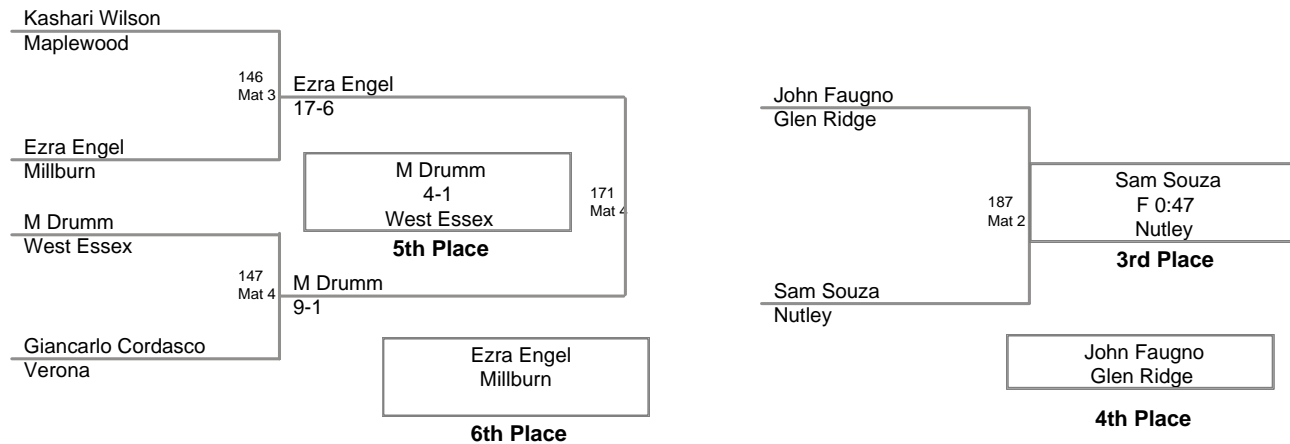 Kashari Wilson
Maplewood
146
Mat 3
Ezra Engel
17-6
Ezra Engel
Millburn
M Drumm
4-1
West Essex
5th Place
171
Mat 4
M Drumm
West Essex
147
Mat 4
M Drumm
9-1
Giancarlo Cordasco
Verona
Ezra Engel
Millburn
6th Place
John Faugno
Glen Ridge
187
Mat 2
Sam Souza
F 0:47
Nutley
3rd Place
Sam Souza
Nutley
John Faugno
Glen Ridge
4th Place